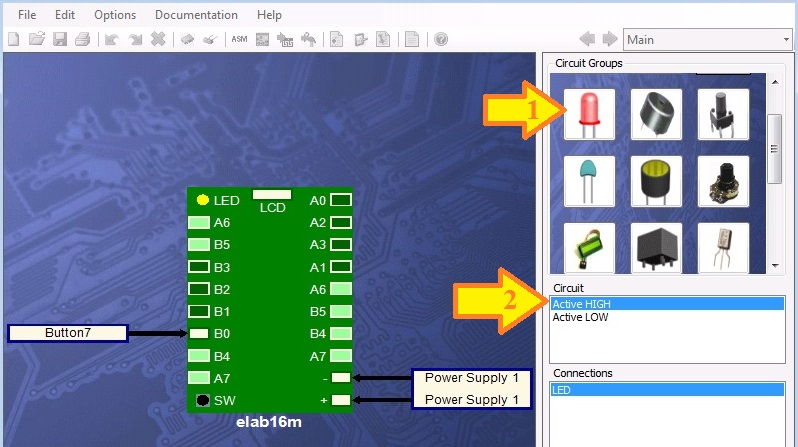 File Edit Options Documentation Help
ASM
Main
Circuit Groups
1
LED
LCD
A0
A6
A2
B5
A3
B3
A1
B2
A6
B1
B5
Button7
B0
B4
B4
A7
A7
-
Power Supply 1
SW
+
Power Supply 1
elab16m
2
Circuit
Active HIGH
Active LOW
Connections
LED